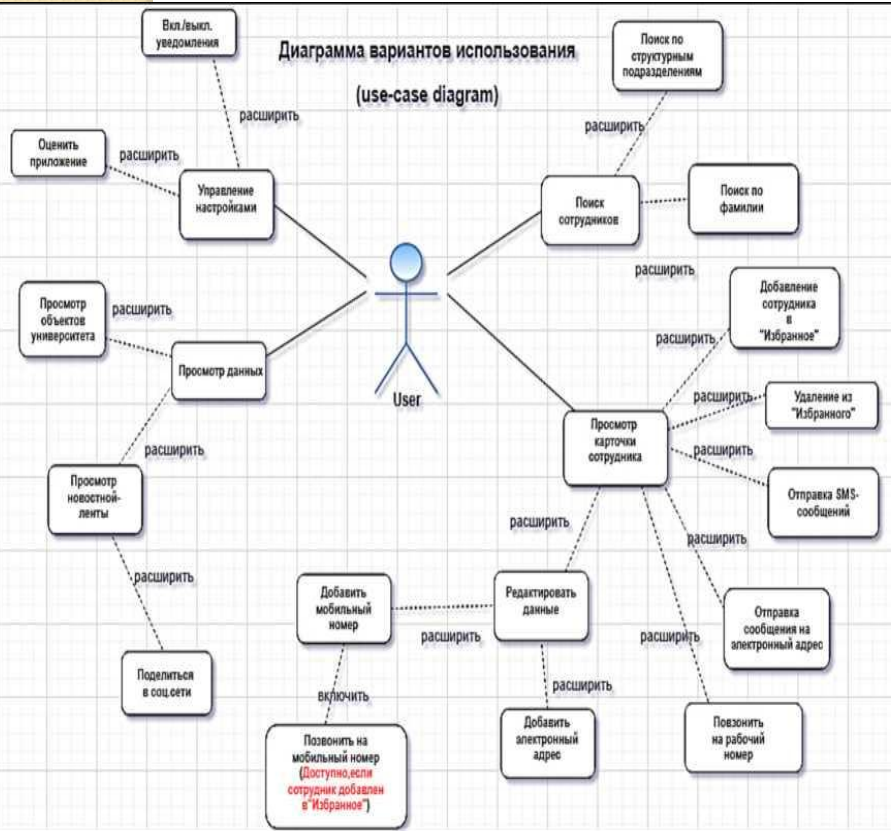 Диаграмма вариантов использования
(use-case diagram)
Вкл./выкл.
уведомления
расширить
Оценить
приложение
расширить
Управление
настройками
Поиск по
структурным
подразделениям
расширить
Поиск
сотрудников
Поиск по
фамилии
расширить
Просмотр
объектов
университета
расширить
Просмотр данных
User
Добавление
сотрудника
в
"Избранное"
расширить
Удаление из
"Избранного"
расширить
Просмотр
карточки
сотрудника
расширить
Отправка SMS-
сообщений
расширить
Просмотр
новостной-
ленты
расширить
расширить
Поделиться
в соц.сети
расширить
Редактировать
данные
расширить
Добавить
мобильный
номер
расширить
Отправка
сообщения на
электронный адрес
расширить
Повзонить
на рабочий
номер
расширить
Добавить
электронный
адрес
включить
Позвонить на
мобильный номер
(Доступно,если
сотрудник добавлен
в"Избранное")